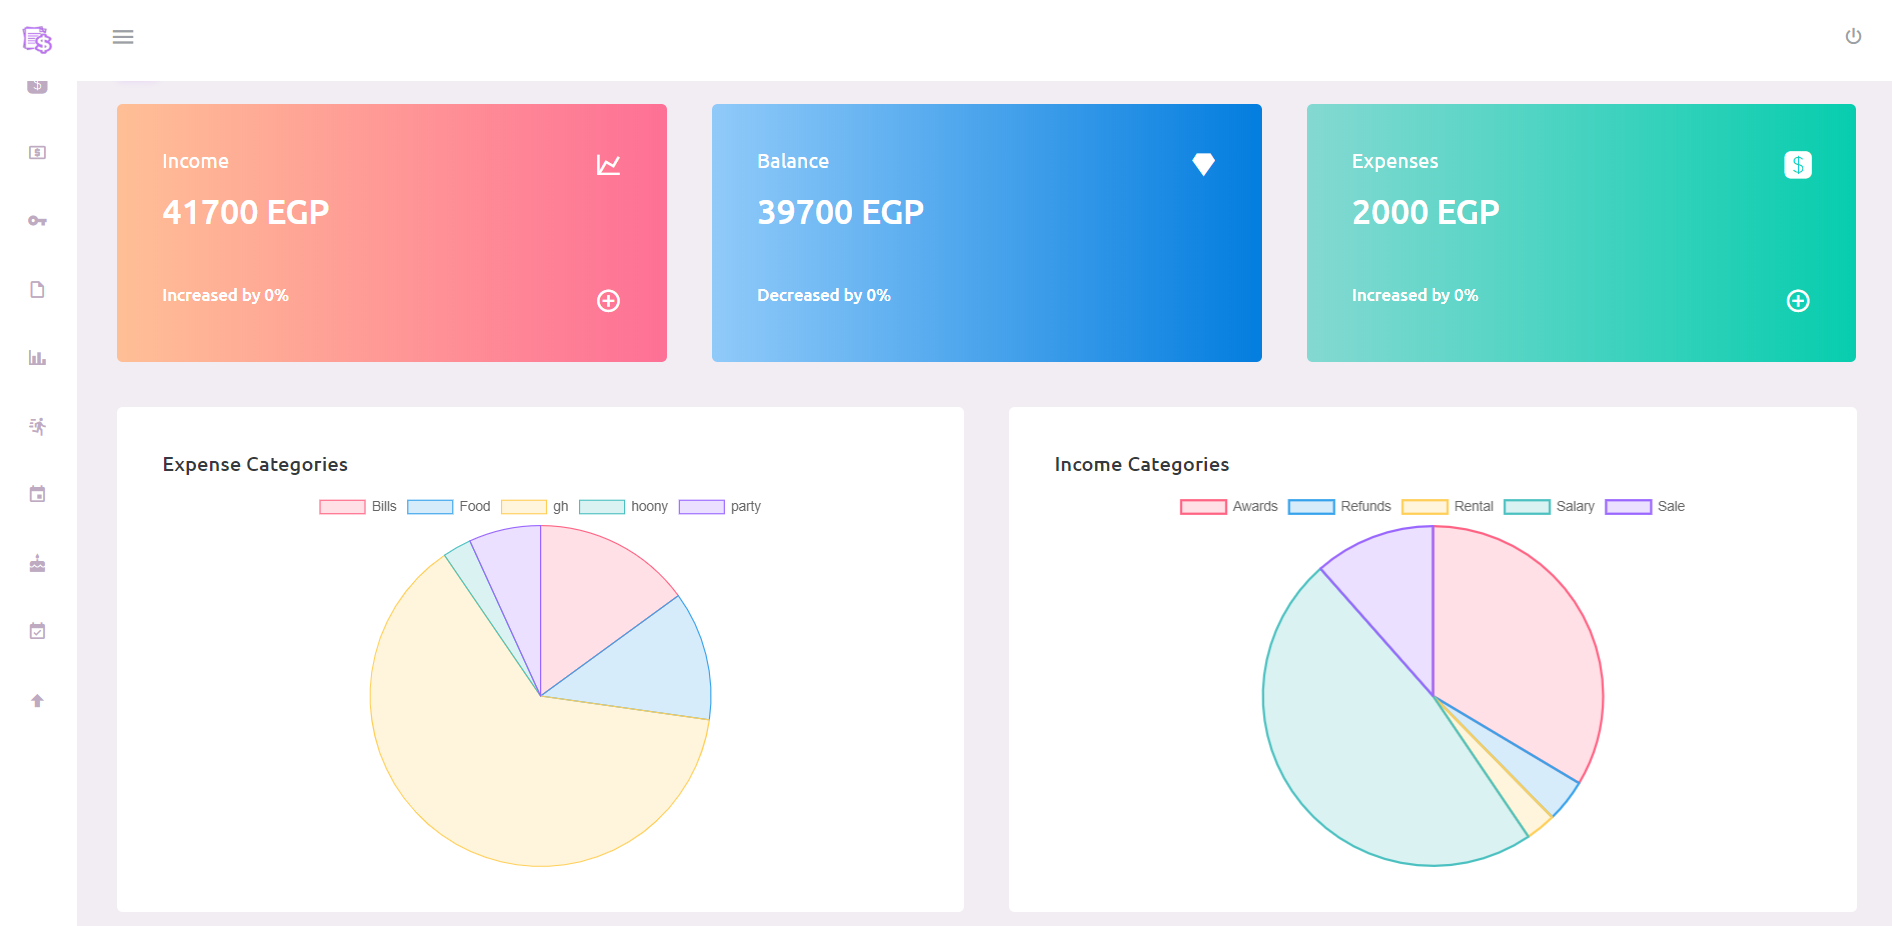 Income
41700 EGP
Increased by 0%
Balance
39700 EGP
Decreased by 0%
Expenses
2000 EGP
Increased by 0%
Expense Categories
Bills Food gh hoony party
Income Categories
Awards Refunds Rental Salary Sale